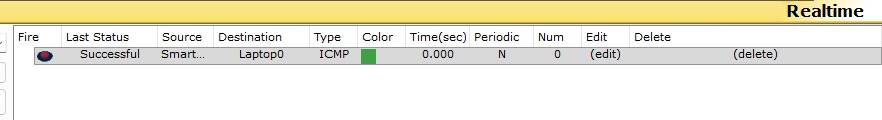 Realtime
Fire Last Status Source Destination Type Color Time(sec) Periodic Num Edit Delete
Successful Smart... Laptop0 ICMP 0.000 N 0 (edit) (delete)